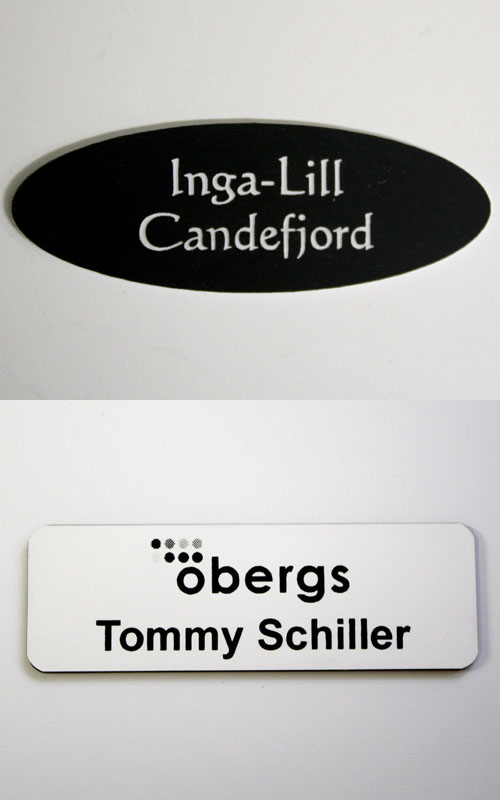 Inga-Lill
Candefjord
öbergs
Tommy Schiller